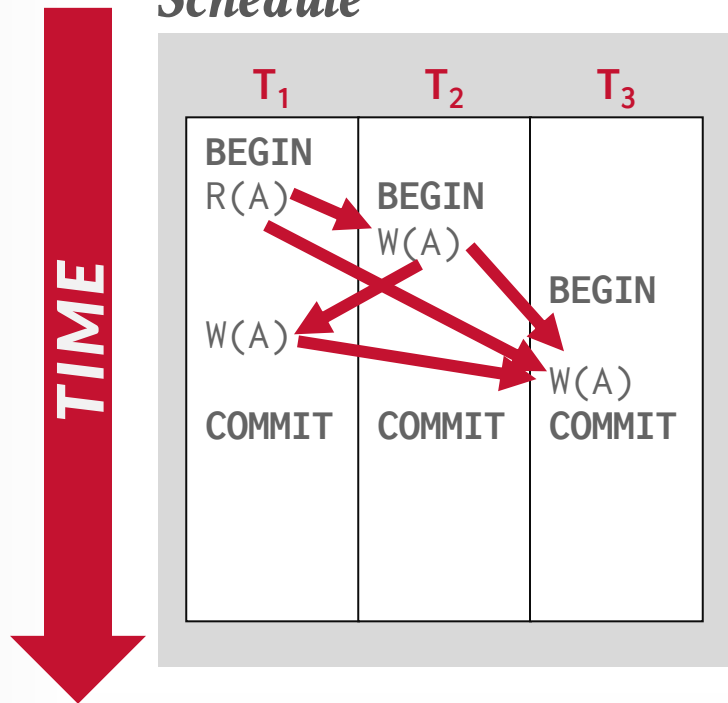 Schedule
T₁ T₂ T₃
BEGIN
R(A) BEGIN
W(A)
BEGIN
W(A)
W(A)
COMMIT COMMIT COMMIT
TIME